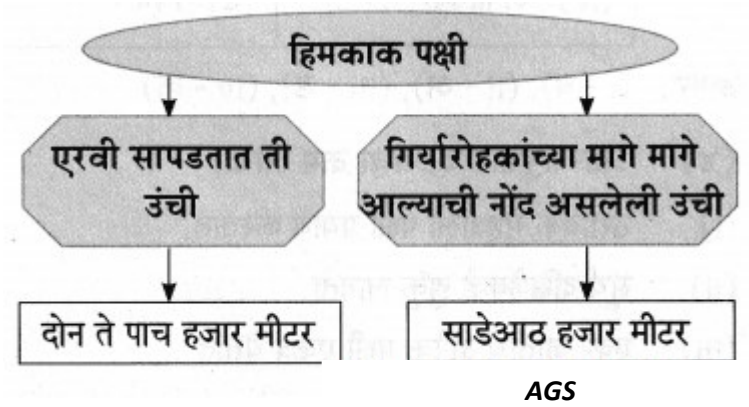 हिमकाक पक्षी
एरवी सापडतात ती
उंची
गिर्यारोहकांच्या मागे मागे
आल्याची नोंद असलेली उंची
दोन ते पाच हजार मीटर
साडेआठ हजार मीटर
AGS